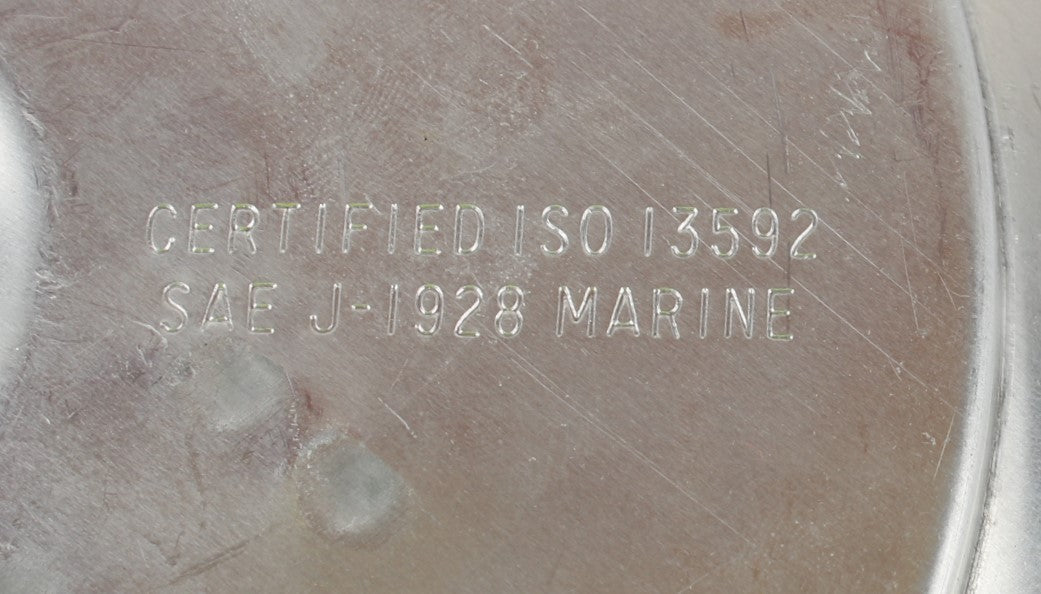 CERTIFIED ISO 13592
SAE J-1928 MARINE